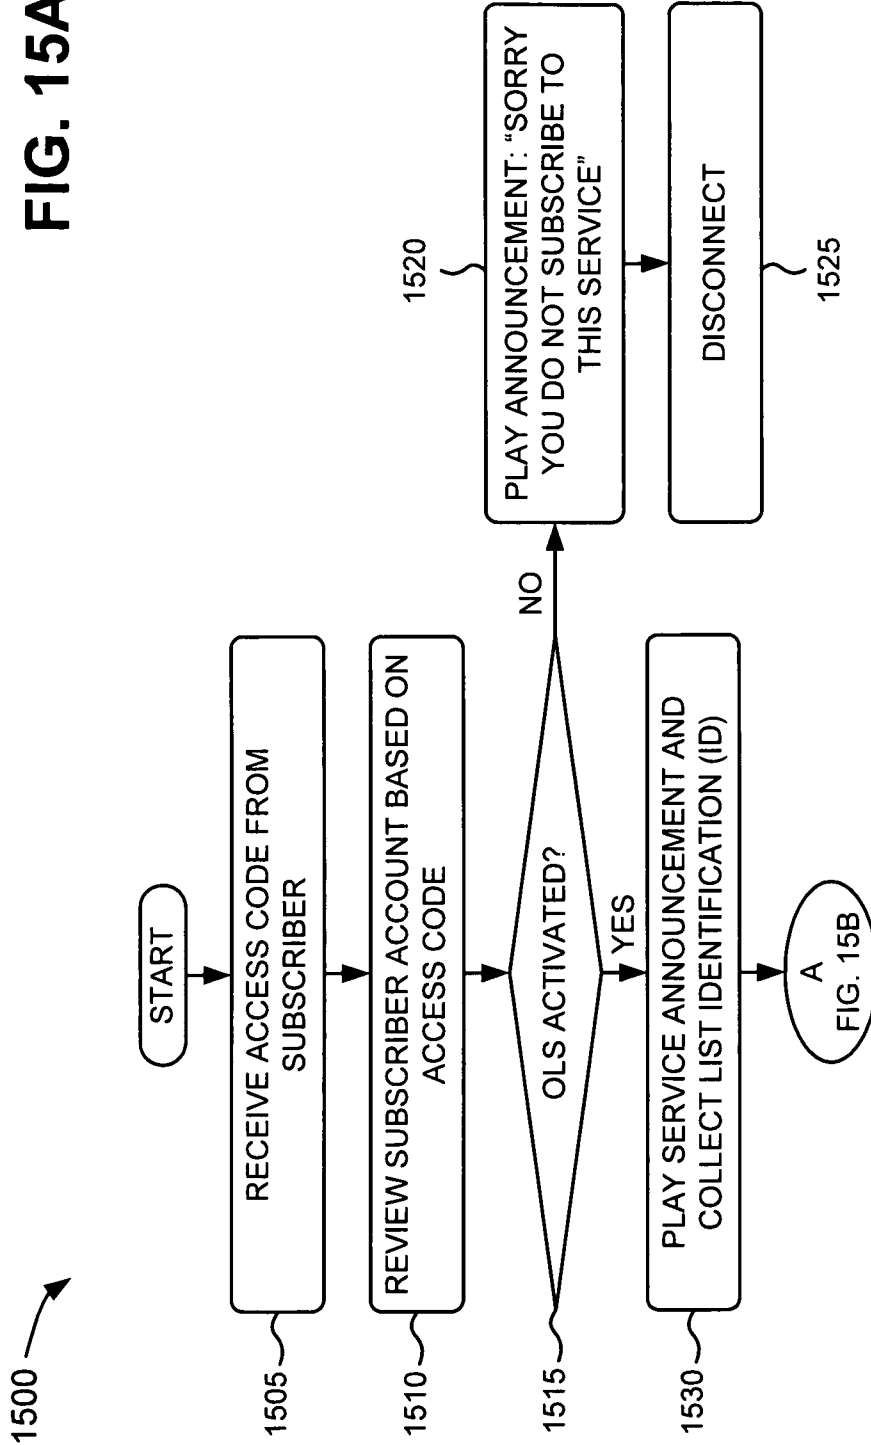 FIG. 15A
1500
START
RECEIVE ACCESS CODE FROM
SUBSCRIBER
1505
REVIEW SUBSCRIBER ACCOUNT BASED ON
ACCESS CODE
1510
OLS ACTIVATED?
1515
NO
YES
PLAY ANNOUNCEMENT: “SORRY
YOU DO NOT SUBSCRIBE TO
THIS SERVICE”
1520
DISCONNECT
1525
PLAY SERVICE ANNOUNCEMENT AND
COLLECT LIST IDENTIFICATION (ID)
1530
A
FIG. 15B